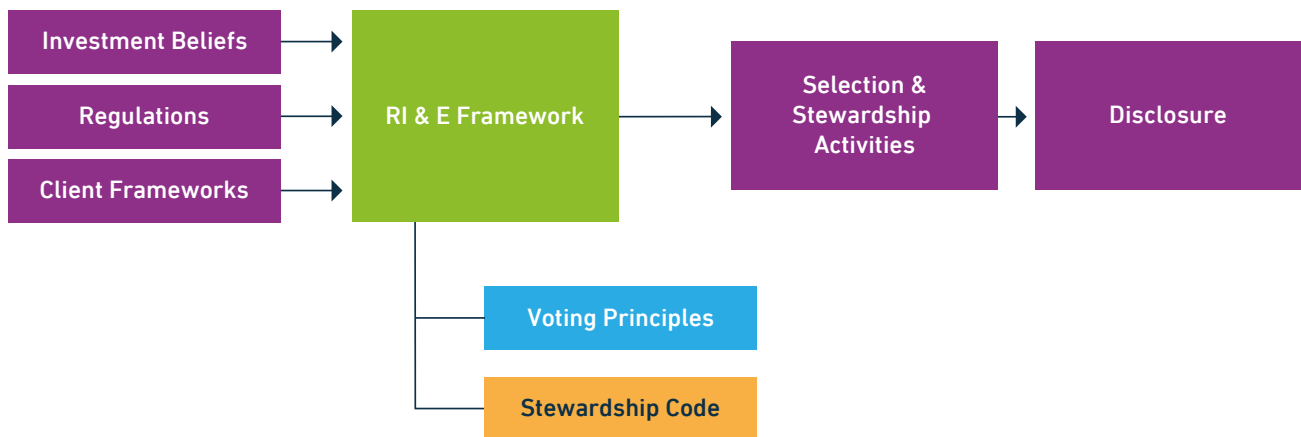 Investment Beliefs
Regulations
Client Frameworks
RI & E Framework
Selection &
Stewardship
Activities
Disclosure
Voting Principles
Stewardship Code